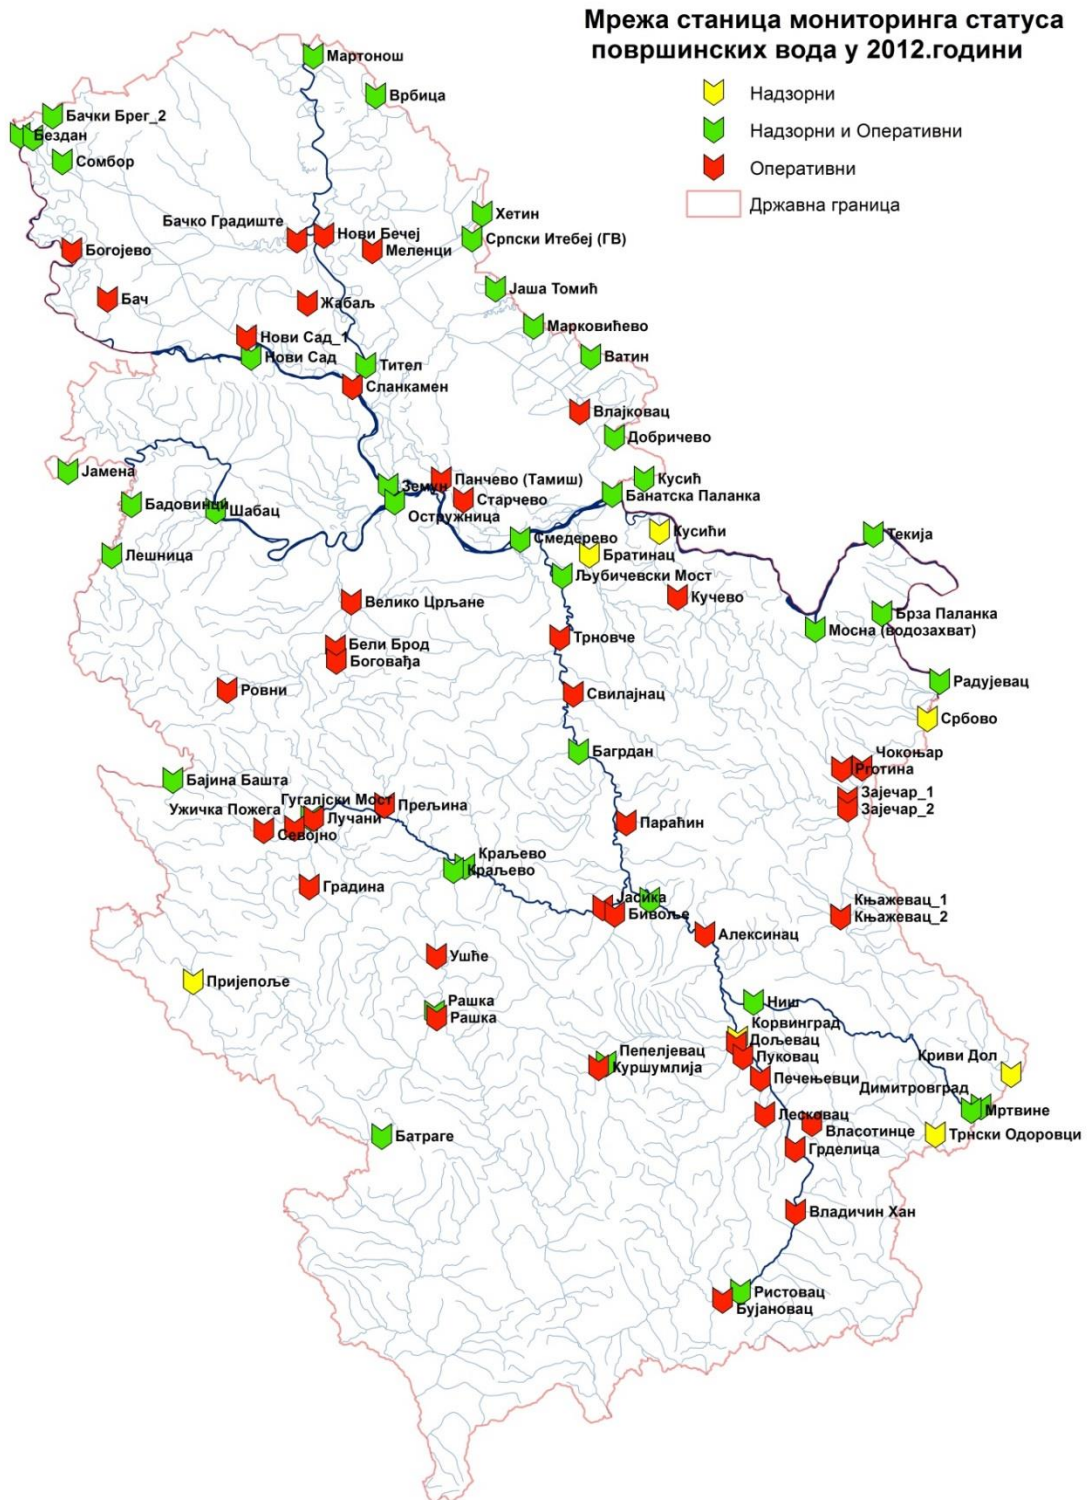 Мрежа станица мониторинга статуса
површинских вода у 2012.години
Надзорни
Надзорни и Оперативни
Оперативни
Државна граница
Мартонош
Врбица
Бачки Брег_2
Бездан
Сомбор
Хетин
Бачко Градиште
Нови Бечеј
Српски Итебеј (ГВ)
Меленци
Богојево
Јаша Томић
Бач
Жабаљ
Марковићево
Нови Сад_1
Нови Сад
Ватин
Тител
Сланкамен
Влајковац
Добричево
Јамена
Панчево (Тамиш)
Кусић
Земун
Старчево
Банатска Паланка
Бадовинци
Шабац
Остружница
Кусићи
Смедерево
Текија
Братинац
Лешница
Љубичевски Мост
Кучево
Велико Црљане
Брза Паланка
Мосна (водозахват)
Трновче
Бели Брод
Боговађа
Радујевац
Ровни
Свилајнац
Србово
Багрдан
Чокоњар
Рготина
Бајина Башта
Зајечар_1
Зајечар_2
Гугаљски Мост
Прељина
Ужичка Пожега
Лучани
Севојно
Параћин
Краљево
Краљево
Градина
Јасика
Бивоље
Књажевац_1
Књажевац_2
Алексинац
Ушће
Пријепоље
Рашка
Рашка
Ниш
Корвинград
Дољевац
Пепељевац
Куршумлија
Пуковац
Криви Дол
Печењевци
Димитровград
Мртвине
Лесковац
Власотинце
Трнски Одоровци
Батраге
Грделица
Владичин Хан
Ристовац
Бујановац